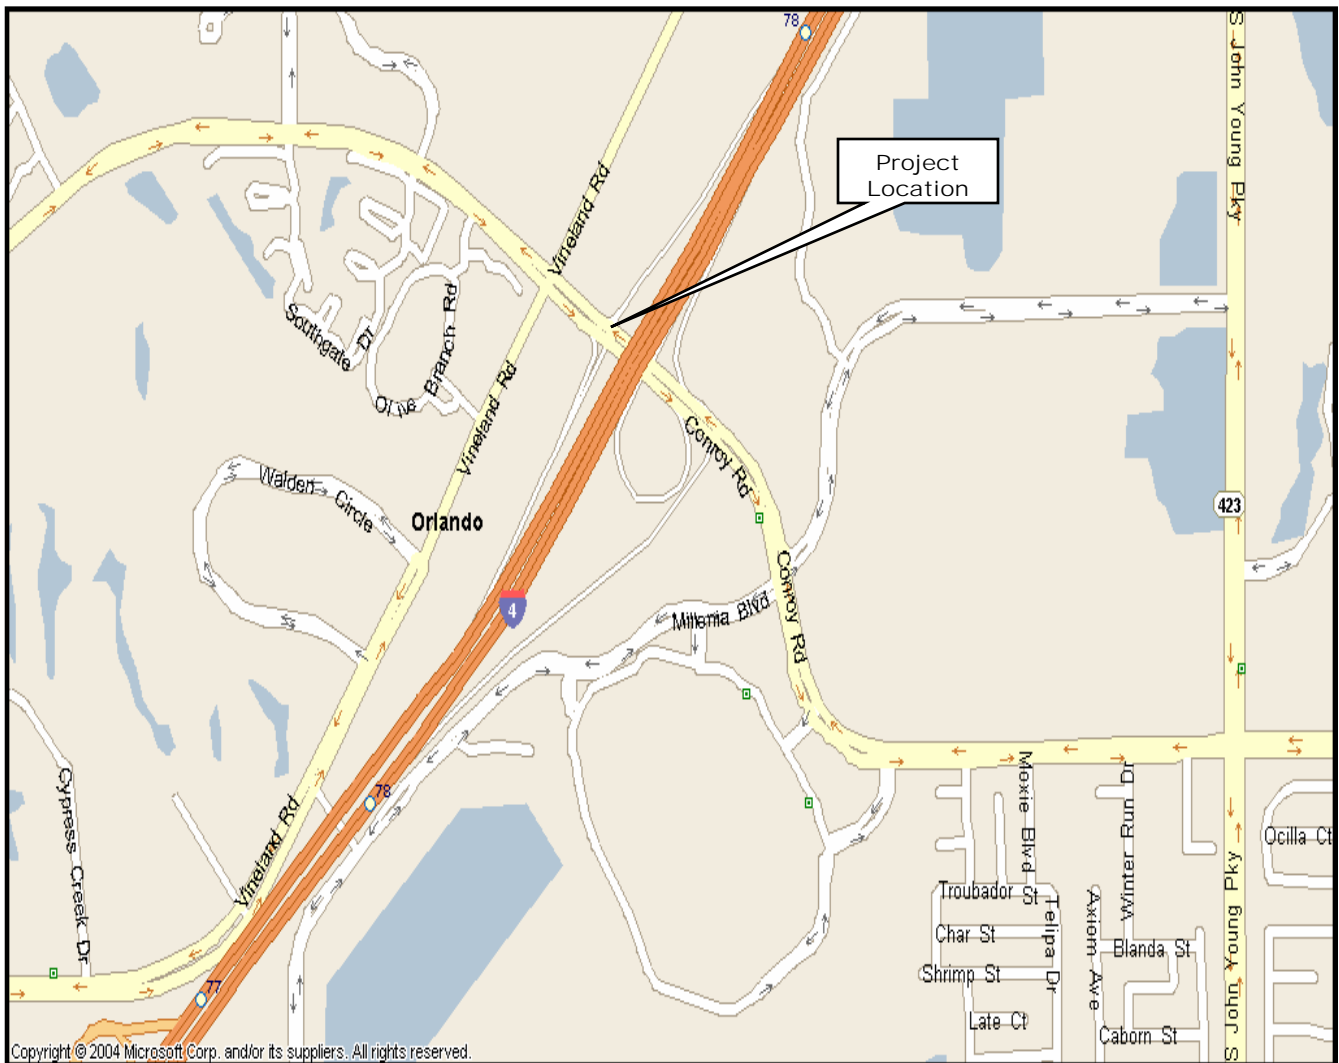 78
S John Young Pky
Project
Location
Vineland Rd
Southgate Dr
Olive Branch Rd
Vineland Rd
Conroy Rd
Walden Circle
Orlando
423
4
Conroy Rd
Millenia Blvd
78
Cypress Creek Dr
Vineland Rd
Moxie Blvd
Winter Run Dr
Ocilla Ct
Troubador St
Telipa Dr
Axiom Ave
Char St
Blanda St
Shrimp St
S John Young Pky
77
Late Ct
Caborn St
Copyright © 2004 Microsoft Corp. and/or its suppliers. All rights reserved.